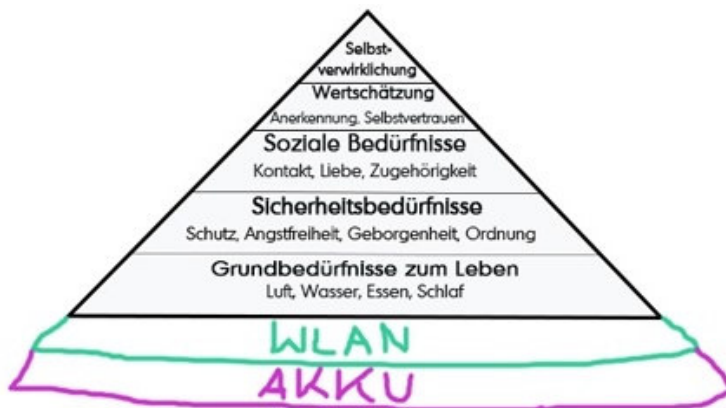 Selbst-
verwirklichung
Wertschätzung
Anerkennung. Selbstvertrauen
Soziale Bedürfnisse
Kontakt, Liebe, Zugehörigkeit
Sicherheitsbedürfnisse
Schutz, Angstfreiheit, Geborgenheit, Ordnung
Grundbedürfnisse zum Leben
Luft, Wasser, Essen, Schlaf
WLAN
AKKU